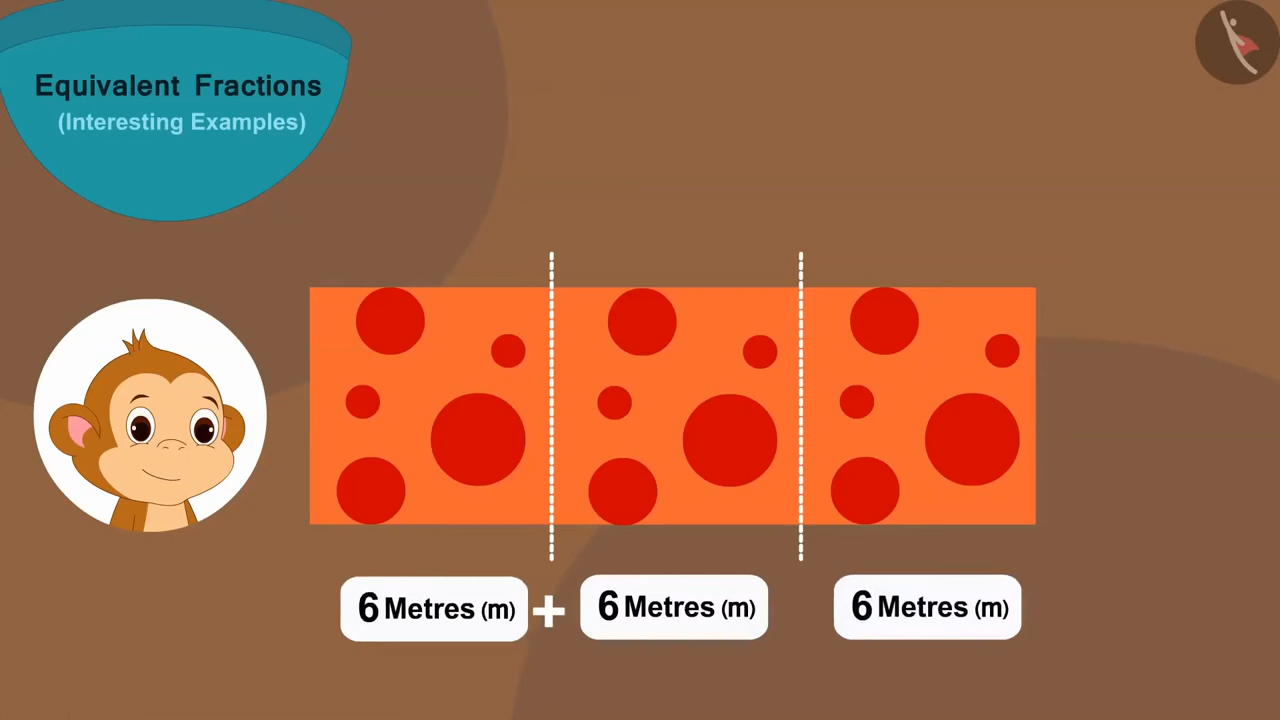 Equivalent Fractions
(Interesting Examples)
6 Metres (m) + 6 Metres (m) 6 Metres (m)